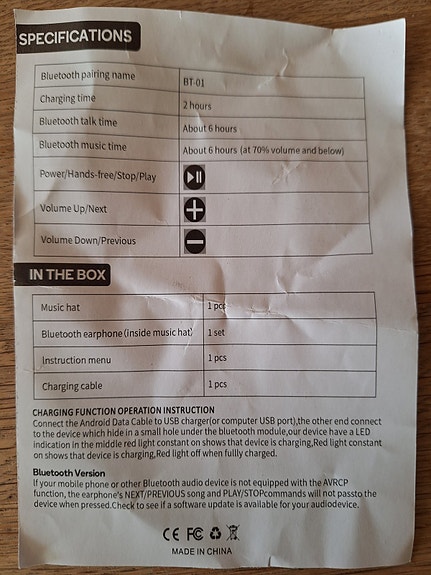 SPECIFICATIONS
Bluetooth pairing name BT-01
Charging time 2 hours
Bluetooth talk time About 6 hours
Bluetooth music time About 6 hours (at 70% volume and below)
Power/Hands-free/Stop/Play
Volume Up/Next
Volume Down/Previous
IN THE BOX
Music hat 1 pcs
Bluetooth earphone(inside music hat) 1 set
Instruction menu 1 pcs
Charging cable 1 pcs
CHARGING FUNCTION OPERATION INSTRUCTION
Connect the Android Data Cable to USB charger(or computer USB port),the other end connect
to the device which hide in a small hole under the bluetooth module,our device have a LED
indication in the middle red light constant on shows that device is charging,Red light constant
on shows that device is charging,Red light off when fullly charged.
Bluetooth Version
If your mobile phone or other Bluetooth audio device is not equipped with the AVRCP
function, the earphone's NEXT/PREVIOUS song and PLAY/STOPcommands will not passto the
device when pressed.Check to see if a software update is available for your audiodevice.
CE FC
MADE IN CHINA